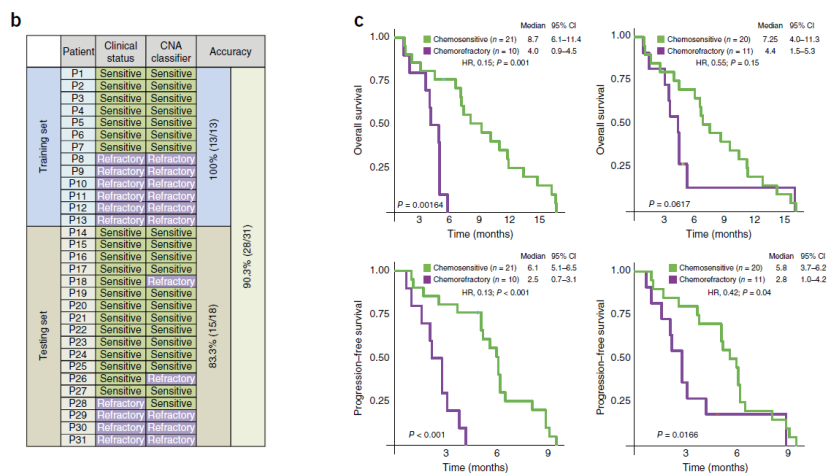 b
Patient Clinical status CNA classifier Accuracy
Training set
P1 Sensitive Sensitive
P2 Sensitive Sensitive
P3 Sensitive Sensitive
P4 Sensitive Sensitive
P5 Sensitive Sensitive
P6 Sensitive Sensitive
P7 Sensitive Sensitive
P8 Refractory Refractory
P9 Refractory Refractory
P10 Refractory Refractory
P11 Refractory Refractory
P12 Refractory Refractory
P13 Refractory Refractory
100% (13/13)
Testing set
P14 Sensitive Sensitive
P15 Sensitive Sensitive
P16 Sensitive Sensitive
P17 Sensitive Sensitive
P18 Sensitive Refractory
P19 Sensitive Sensitive
P20 Sensitive Sensitive
P21 Sensitive Sensitive
P22 Sensitive Sensitive
P23 Sensitive Sensitive
P24 Sensitive Sensitive
P25 Sensitive Sensitive
P26 Sensitive Refractory
P27 Sensitive Sensitive
P28 Refractory Sensitive
P29 Refractory Refractory
P30 Refractory Refractory
P31 Refractory Refractory
83.3% (15/18)
90.3% (28/31)
c
Median 95% CI
Chemosensitive (n = 21) 8.7 6.1–11.4
Chemorefractory (n = 10) 4.0 0.9–4.5
HR, 0.15; P = 0.001
1.00
0.75
0.50
0.25
Overall survival
P = 0.00164
3 6 9 12 15
Time (months)
Median 95% CI
Chemosensitive (n = 20) 7.25 4.0–11.3
Chemorefractory (n = 11) 4.4 1.5–5.3
HR, 0.55; P = 0.15
1.00
0.75
0.50
0.25
Overall survival
P = 0.0617
3 6 9 12 15
Time (months)
Median 95% CI
Chemosensitive (n = 21) 6.1 5.1–6.5
Chemorefractory (n = 10) 2.5 0.7–3.1
HR, 0.13; P < 0.001
1.00
0.75
0.50
0.25
Progression–free survival
P < 0.001
3 6 9
Time (months)
Median 95% CI
Chemosensitive (n = 20) 5.8 3.7–6.2
Chemorefractory (n = 11) 2.8 1.0–4.2
HR, 0.42; P = 0.04
1.00
0.75
0.50
0.25
Progression–free survival
P = 0.0166
3 6 9
Time (months)